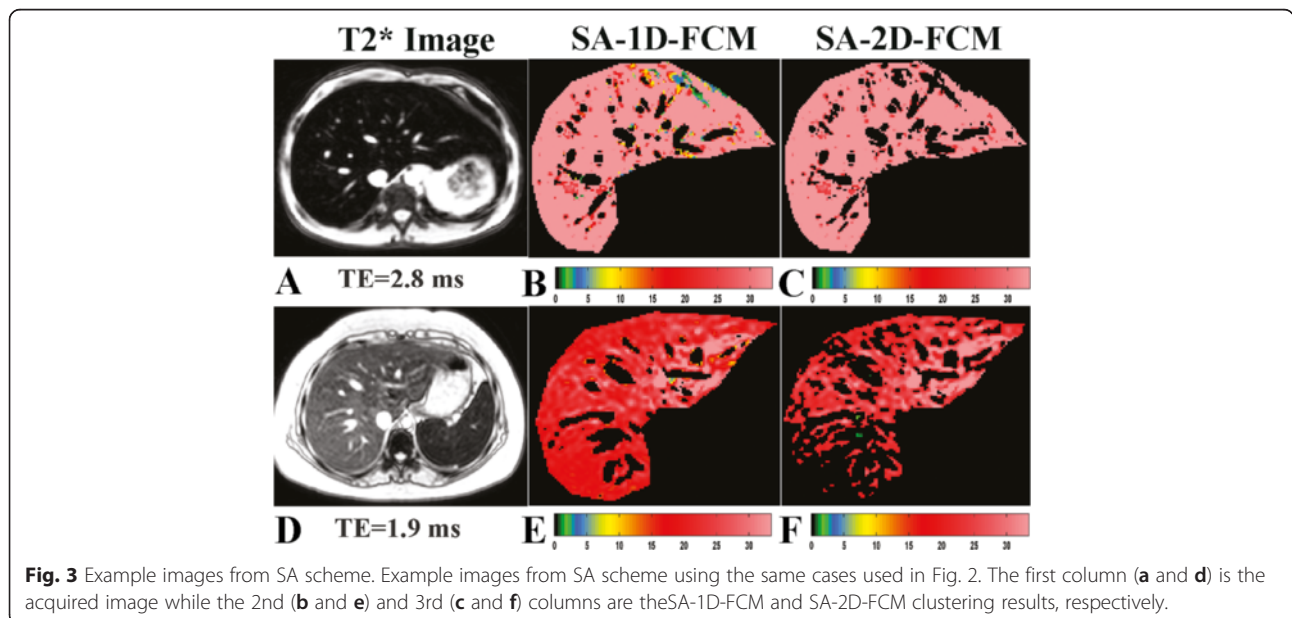 T2* Image SA-1D-FCM SA-2D-FCM
A TE=2.8 ms B 0 5 10 15 20 25 30 C 0 5 10 15 20 25 30
D TE=1.9 ms E 0 5 10 15 20 25 30 F 0 5 10 15 20 25 30
Fig. 3 Example images from SA scheme. Example images from SA scheme using the same cases used in Fig. 2. The first column (a and d) is the
acquired image while the 2nd (b and e) and 3rd (c and f) columns are theSA-1D-FCM and SA-2D-FCM clustering results, respectively.